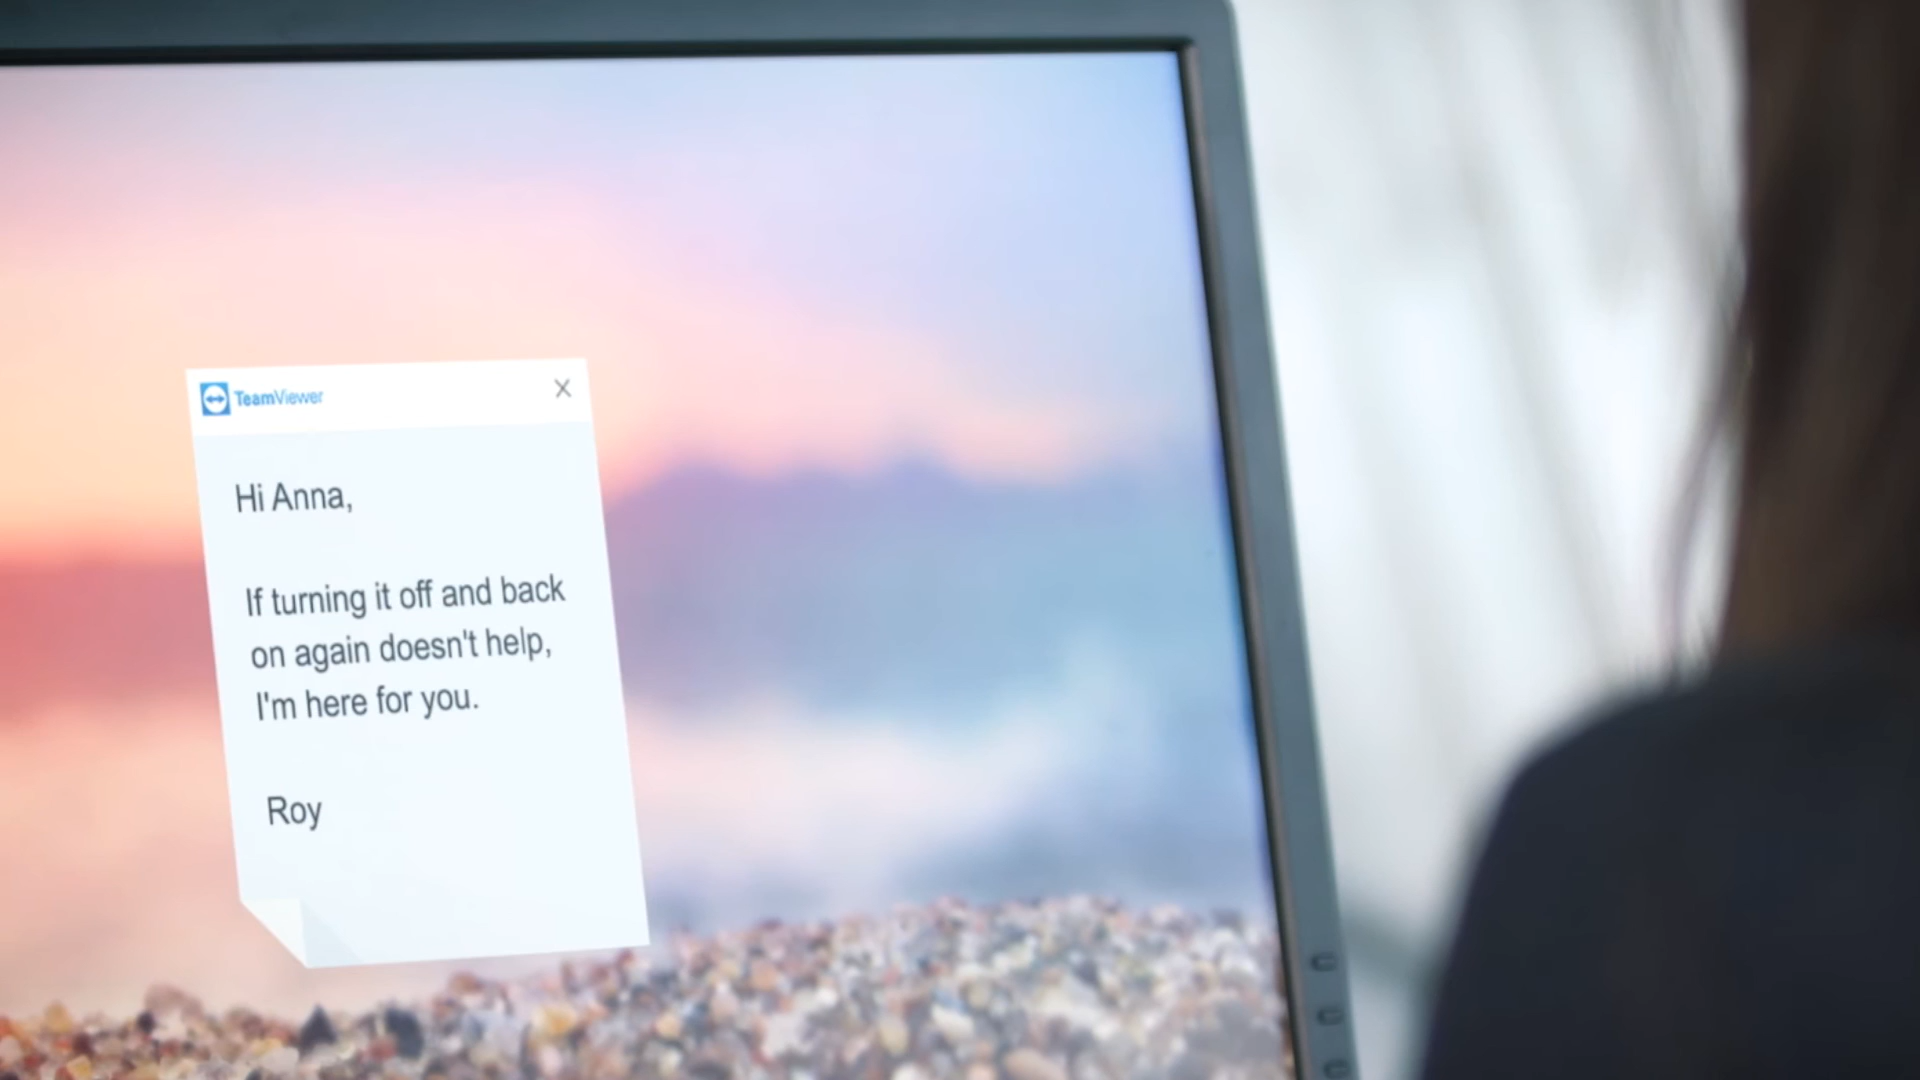 TeamViewer
Hi Anna,
If turning it off and back
on again doesn't help,
I'm here for you.
Roy